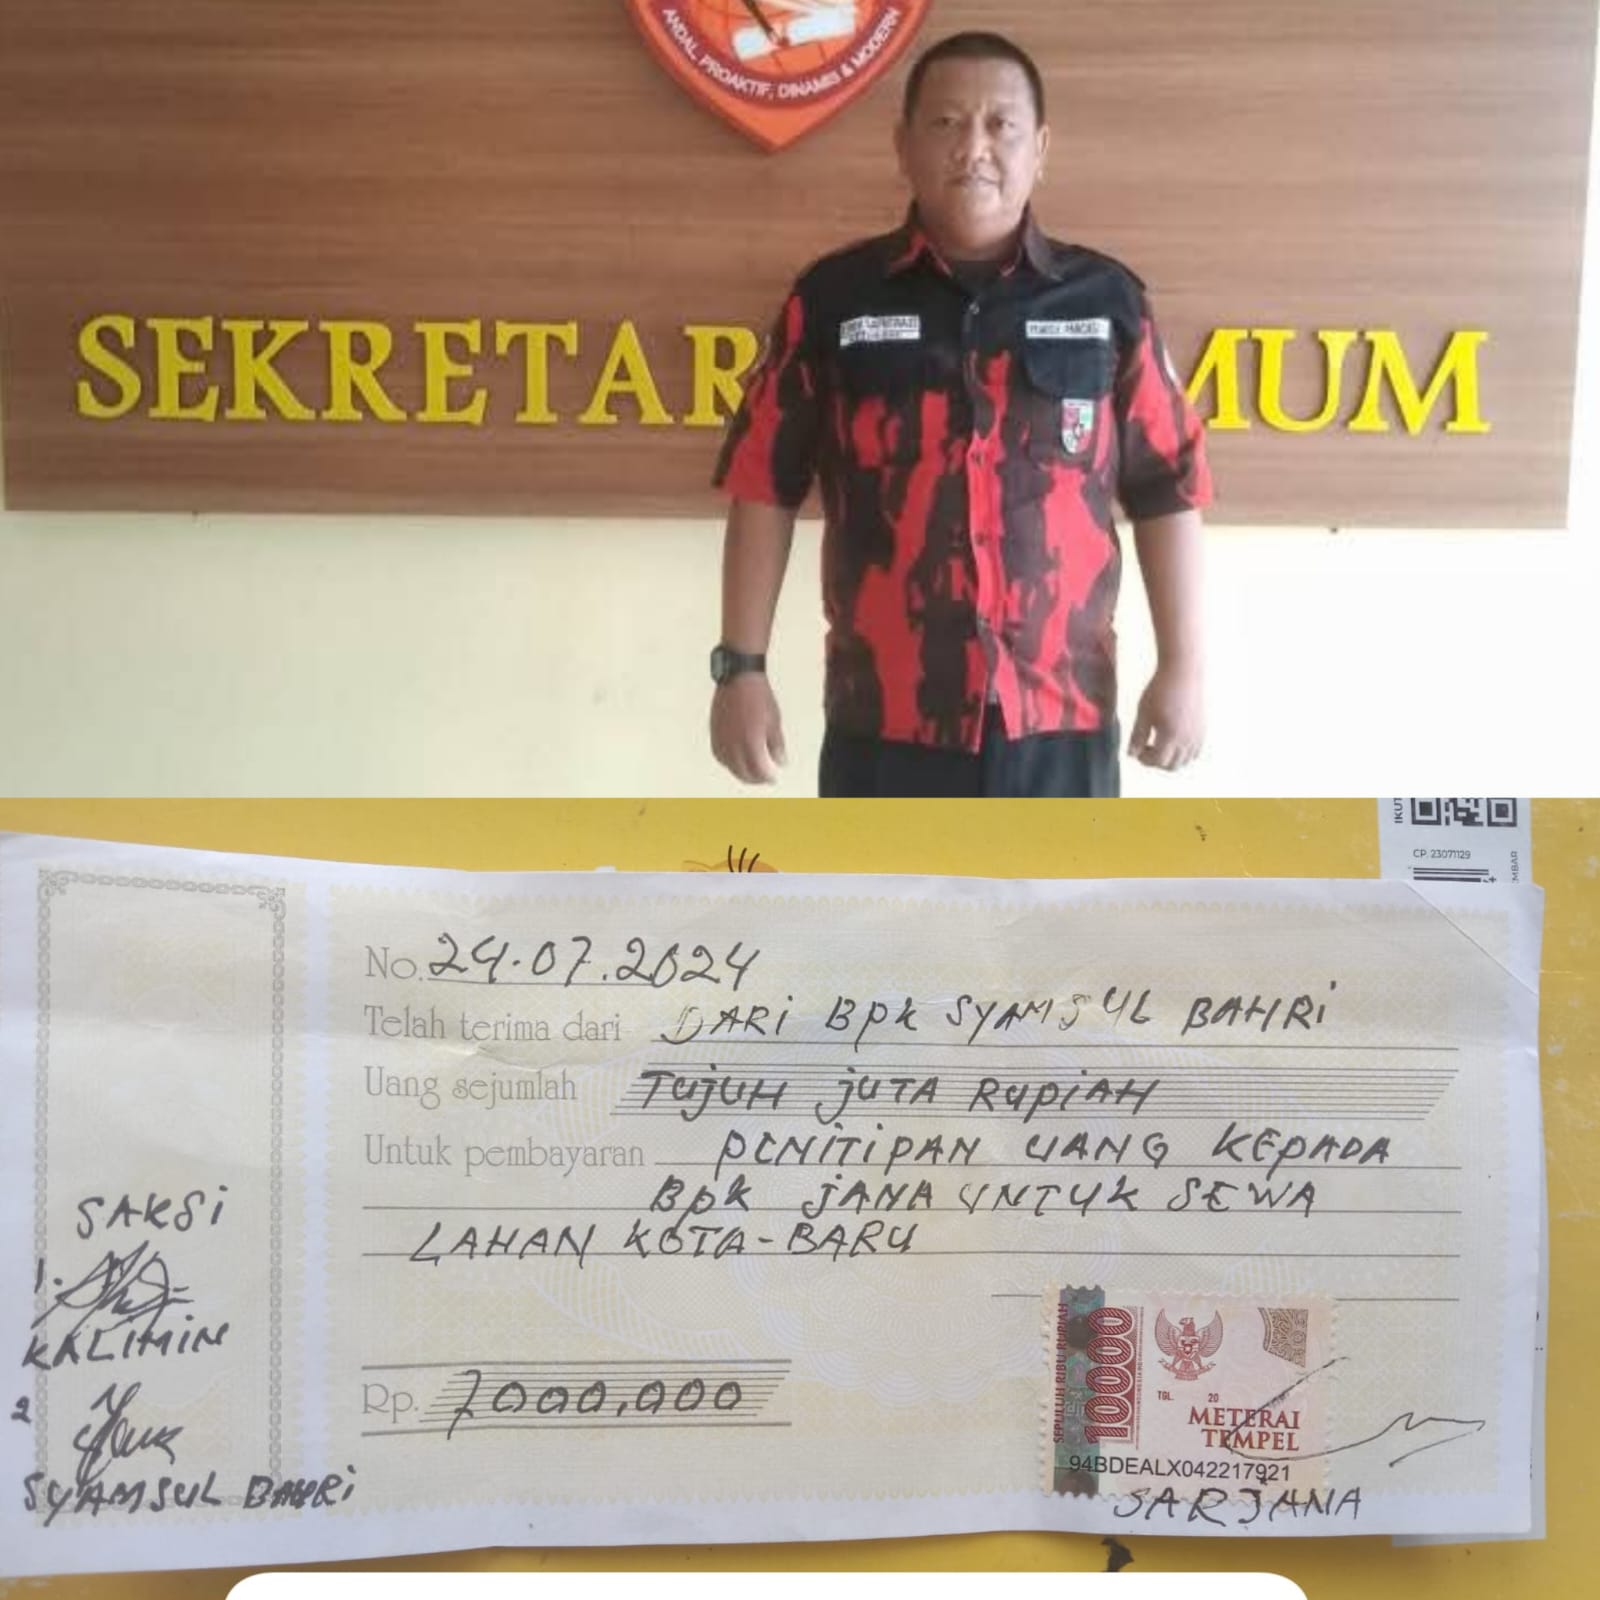 ANDAL, PROAKTIF, DINAMIS & MODERN
SEKRETAR MUM
IKUT
CP. 23071129
EMBAR
No. 24.07.2024
Telah terima dari DARI BPK SYAMSUL BAHRI
Uang sejumlah TUJUH JUTA RUPIAH
Untuk pembayaran PENITIPAN UANG KEPADA
BPK JANA UNTUK SEWA
LAHAN KOTA-BARU
SAKSI
1.
KALIMIN
2
SYAMSUL BAHRI
Rp. 7000,000
SEPULUH RIBU RUPIAH
10000
TGL. 20
METERAI
TEMPEL
94BDEALX042217921
SARJANA